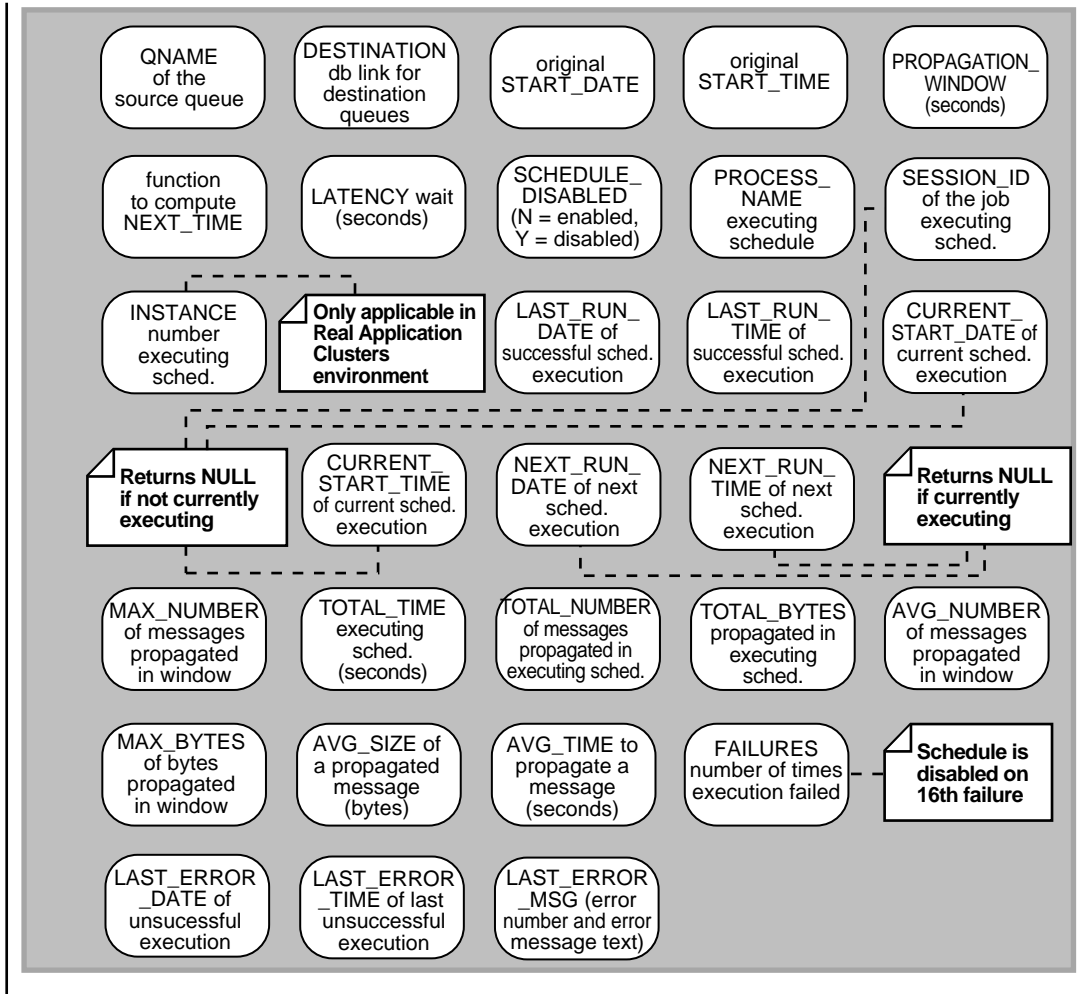 QNAME
of the
source queue
DESTINATION
db link for
destination
queues
original
START_DATE
original
START_TIME
PROPAGATION_
WINDOW
(seconds)
function
to compute
NEXT_TIME
LATENCY wait
(seconds)
SCHEDULE_
DISABLED
(N = enabled,
Y = disabled)
PROCESS_
NAME
executing
schedule
SESSION_ID
of the job
executing
sched.
INSTANCE
number
executing
sched.
Only applicable in
Real Application
Clusters
environment
LAST_RUN_
DATE of
successful sched.
execution
LAST_RUN_
TIME of
successful sched.
execution
CURRENT_
START_DATE of
current sched.
execution
Returns NULL
if not currently
executing
CURRENT_
START_TIME
of current sched.
execution
NEXT_RUN_
DATE of next
sched.
execution
NEXT_RUN_
TIME of next
sched.
execution
Returns NULL
if currently
executing
MAX_NUMBER
of messages
propagated
in window
TOTAL_TIME
executing
sched.
(seconds)
TOTAL_NUMBER
of messages
propagated in
executing sched.
TOTAL_BYTES
propagated in
executing
sched.
AVG_NUMBER
of messages
propagated
in window
MAX_BYTES
of bytes
propagated
in window
AVG_SIZE of
a propagated
message
(bytes)
AVG_TIME to
propagate a
message
(seconds)
FAILURES
number of times
execution failed
Schedule is
disabled on
16th failure
LAST_ERROR
_DATE of
unsucessful
execution
LAST_ERROR
_TIME of last
unsuccessful
execution
LAST_ERROR
_MSG (error
number and error
message text)